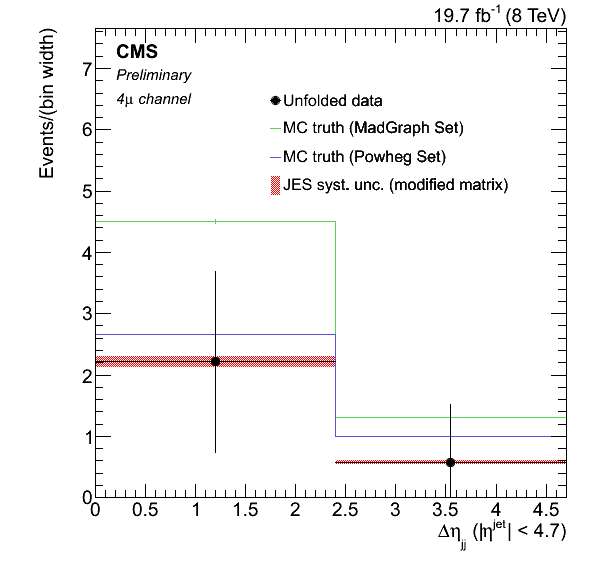 19.7 fb⁻¹ (8 TeV)
Events/(bin width)
CMS
Preliminary
4μ channel
Unfolded data
MC truth (MadGraph Set)
MC truth (Powheg Set)
JES syst. unc. (modified matrix)
7
6
5
4
3
2
1
0
0 0.5 1 1.5 2 2.5 3 3.5 4 4.5
Δη_jj (|η^jet| < 4.7)